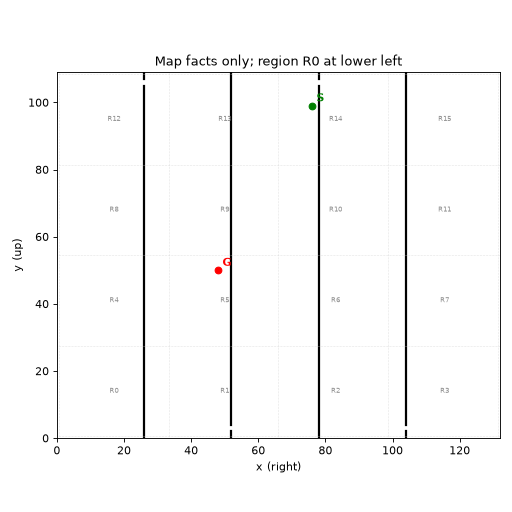 Map facts only; region R0 at lower left
100
80
60
40
20
0
y (up)
S
R12
R13
R14
R15
R8
R9
R10
R11
G
R4
R5
R6
R7
R0
R1
R2
R3
0
20
40
60
80
100
120
x (right)